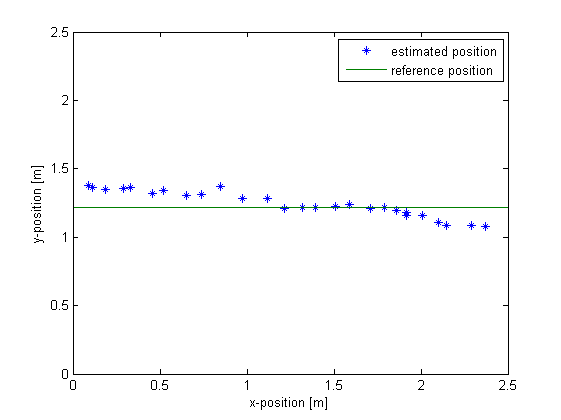 2.5
estimated position
reference position
2
1.5
y-position [m]
1
0.5
0
0 0.5 1 1.5 2 2.5
x-position [m]